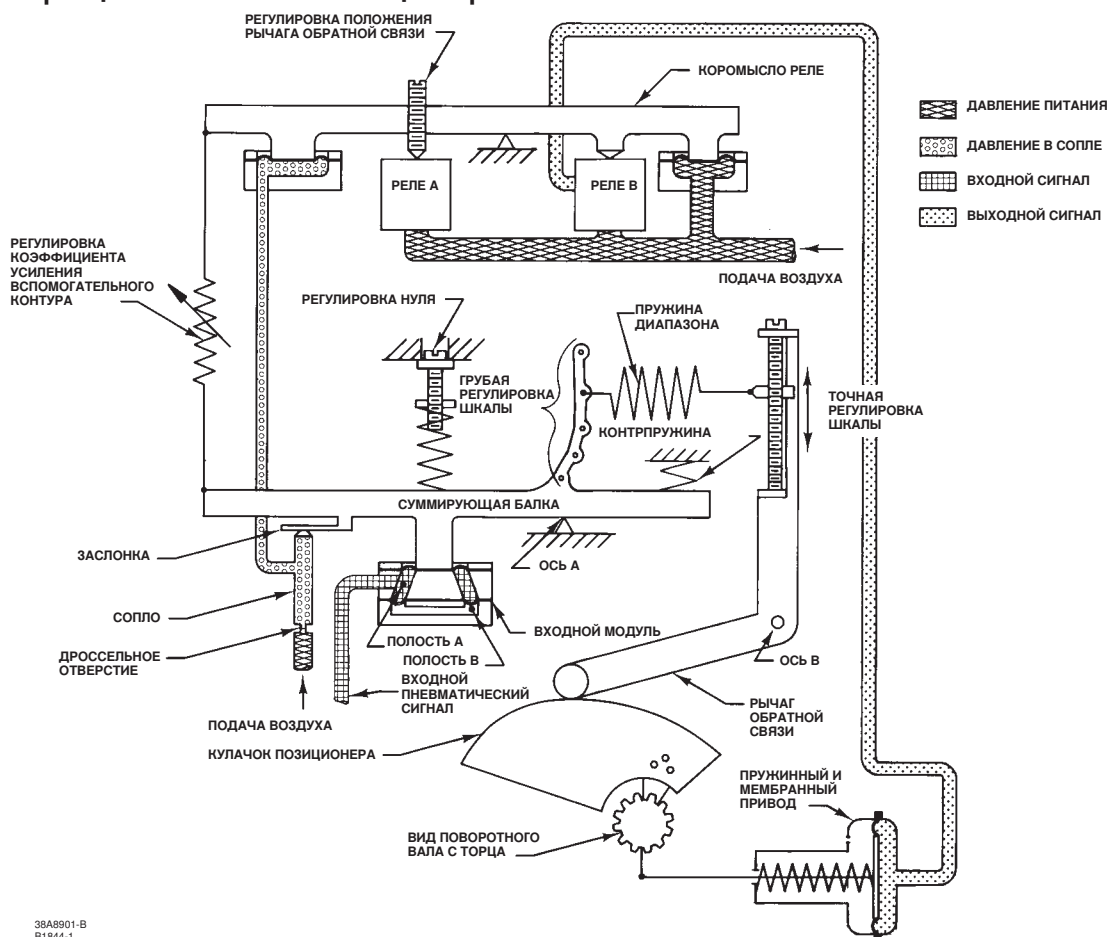 РЕГУЛИРОВКА ПОЛОЖЕНИЯ
РЫЧАГА ОБРАТНОЙ СВЯЗИ
КОРОМЫСЛО РЕЛЕ
ДАВЛЕНИЕ ПИТАНИЯ
ДАВЛЕНИЕ В СОПЛЕ
ВХОДНОЙ СИГНАЛ
ВЫХОДНОЙ СИГНАЛ
РЕЛЕ А
РЕЛЕ В
РЕГУЛИРОВКА
КОЭФФИЦИЕНТА
УСИЛЕНИЯ
ВСПОМОГАТЕЛЬНОГО
КОНТУРА
ПОДАЧА ВОЗДУХА
РЕГУЛИРОВКА НУЛЯ
ПРУЖИНА
ДИАПАЗОНА
ГРУБАЯ
РЕГУЛИРОВКА
ШКАЛЫ
КОНТРПРУЖИНА
ТОЧНАЯ
РЕГУЛИРОВКА
ШКАЛЫ
СУММИРУЮЩАЯ БАЛКА
ЗАСЛОНКА
ОСЬ А
СОПЛО
ВХОДНОЙ МОДУЛЬ
ПОЛОСТЬ А
ПОЛОСТЬ В
ДРОССЕЛЬНОЕ
ОТВЕРСТИЕ
ОСЬ В
ВХОДНОЙ
ПНЕВМАТИЧЕСКИЙ
СИГНАЛ
РЫЧАГ
ОБРАТНОЙ
СВЯЗИ
ПОДАЧА ВОЗДУХА
КУЛАЧОК ПОЗИЦИОНЕРА
ПРУЖИННЫЙ И
МЕМБРАННЫЙ
ПРИВОД
ВИД ПОВОРОТНОГО
ВАЛА С ТОРЦА
38A8901-B
B1844-1